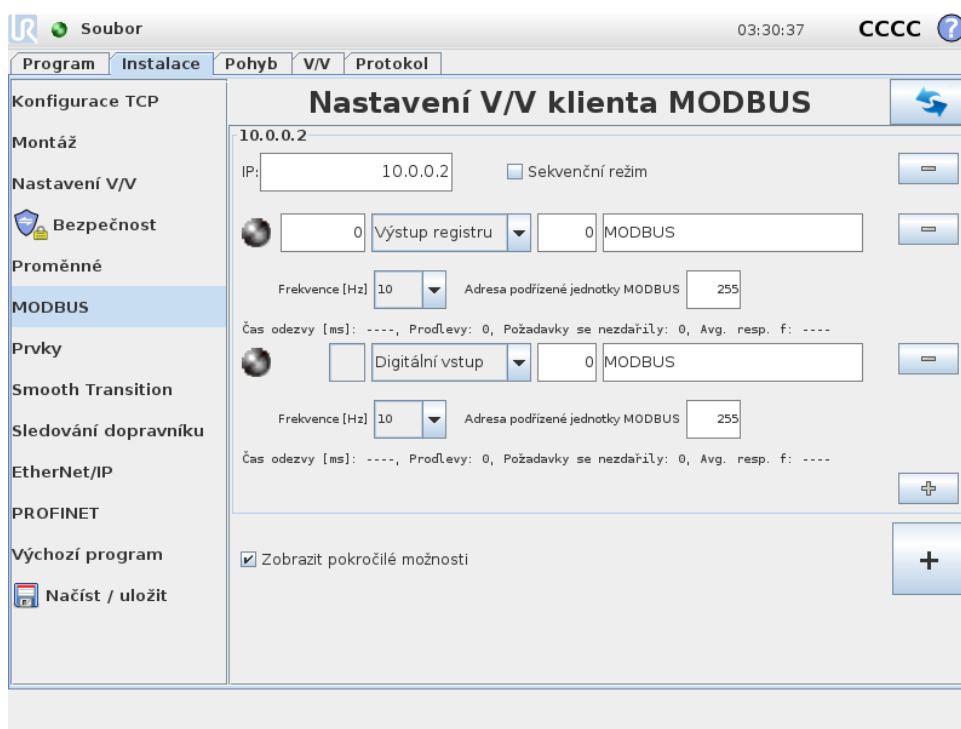 UR Soubor 03:30:37 CCCC ?
Program Instalace Pohyb V/V Protokol
Konfigurace TCP
Montáž
Nastavení V/V
Bezpečnost
Proměnné
MODBUS
Prvky
Smooth Transition
Sledování dopravníku
EtherNet/IP
PROFINET
Výchozí program
Načíst / uložit
Nastavení V/V klienta MODBUS
10.0.0.2
IP: 10.0.0.2 Sekvenční režim
0 Výstup registru 0 MODBUS
Frekvence [Hz] 10 Adresa podřízené jednotky MODBUS 255
Čas odezvy [ms]: ----, Prodlevy: 0, Požadavky se nezdařily: 0, Avg. resp. f: ----
Digitální vstup 0 MODBUS
Frekvence [Hz] 10 Adresa podřízené jednotky MODBUS 255
Čas odezvy [ms]: ----, Prodlevy: 0, Požadavky se nezdařily: 0, Avg. resp. f: ----
Zobrazit pokročilé možnosti